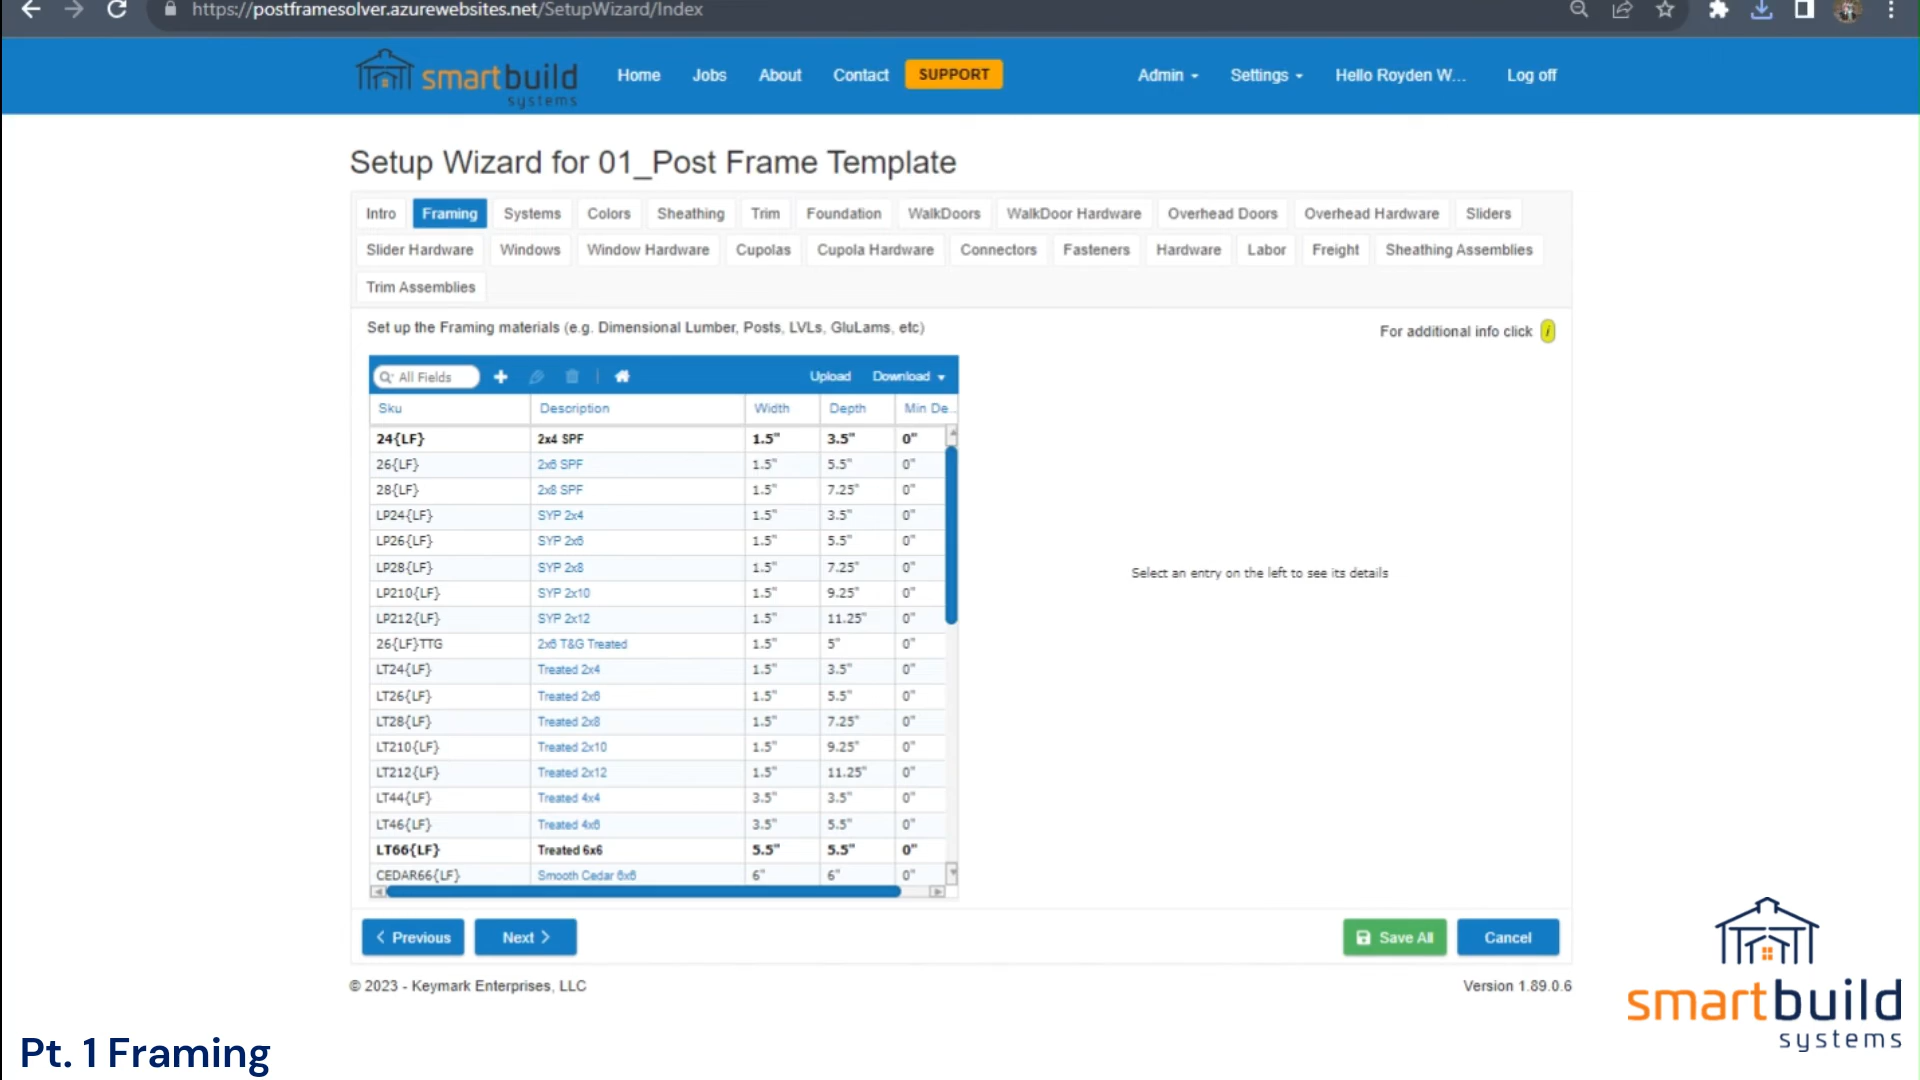 https://postframesolver.azurewebsites.net/SetupWizard/Index
smartbuild
systems
Home
Jobs
About
Contact
SUPPORT
Admin
Settings
Hello Royden W...
Log off
Setup Wizard for 01_Post Frame Template
Intro
Framing
Systems
Colors
Sheathing
Trim
Foundation
WalkDoors
WalkDoor Hardware
Overhead Doors
Overhead Hardware
Sliders
Slider Hardware
Windows
Window Hardware
Cupolas
Cupola Hardware
Connectors
Fasteners
Hardware
Labor
Freight
Sheathing Assemblies
Trim Assemblies
Set up the Framing materials (e.g. Dimensional Lumber, Posts, LVLs, GluLams, etc)
For additional info click i
All Fields
Upload
Download
Sku Description Width Depth Min De...
24{LF} 2x4 SPF 1.5" 3.5" 0"
26{LF} 2x6 SPF 1.5" 5.5" 0"
28{LF} 2x8 SPF 1.5" 7.25" 0"
LP24{LF} SYP 2x4 1.5" 3.5" 0"
LP26{LF} SYP 2x6 1.5" 5.5" 0"
LP28{LF} SYP 2x8 1.5" 7.25" 0"
LP210{LF} SYP 2x10 1.5" 9.25" 0"
LP212{LF} SYP 2x12 1.5" 11.25" 0"
26{LF}TTG 2x6 T&G Treated 1.5" 5" 0"
LT24{LF} Treated 2x4 1.5" 3.5" 0"
LT26{LF} Treated 2x6 1.5" 5.5" 0"
LT28{LF} Treated 2x8 1.5" 7.25" 0"
LT210{LF} Treated 2x10 1.5" 9.25" 0"
LT212{LF} Treated 2x12 1.5" 11.25" 0"
LT44{LF} Treated 4x4 3.5" 3.5" 0"
LT46{LF} Treated 4x6 3.5" 5.5" 0"
LT66{LF} Treated 6x6 5.5" 5.5" 0"
CEDAR66{LF} Smooth Cedar 6x6 6" 6" 0"
Select an entry on the left to see its details
Previous
Next
Save All
Cancel
© 2023 - Keymark Enterprises, LLC
Version 1.89.0.6
smartbuild
systems
Pt. 1 Framing